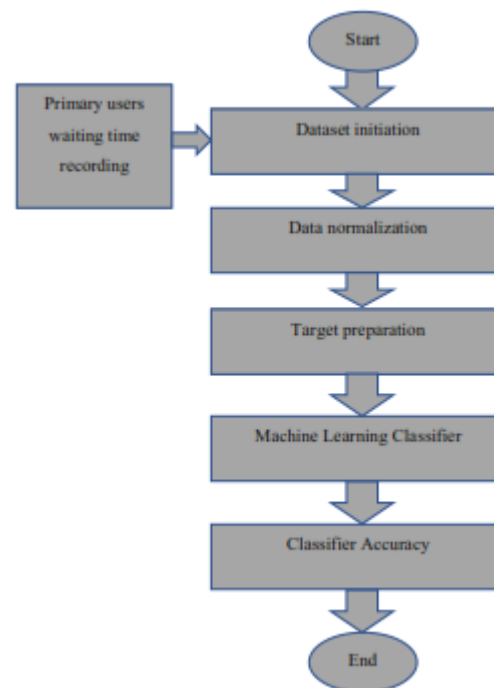 Start
Primary users
waiting time
recording
Dataset initiation
Data normalization
Target preparation
Machine Learning Classifier
Classifier Accuracy
End